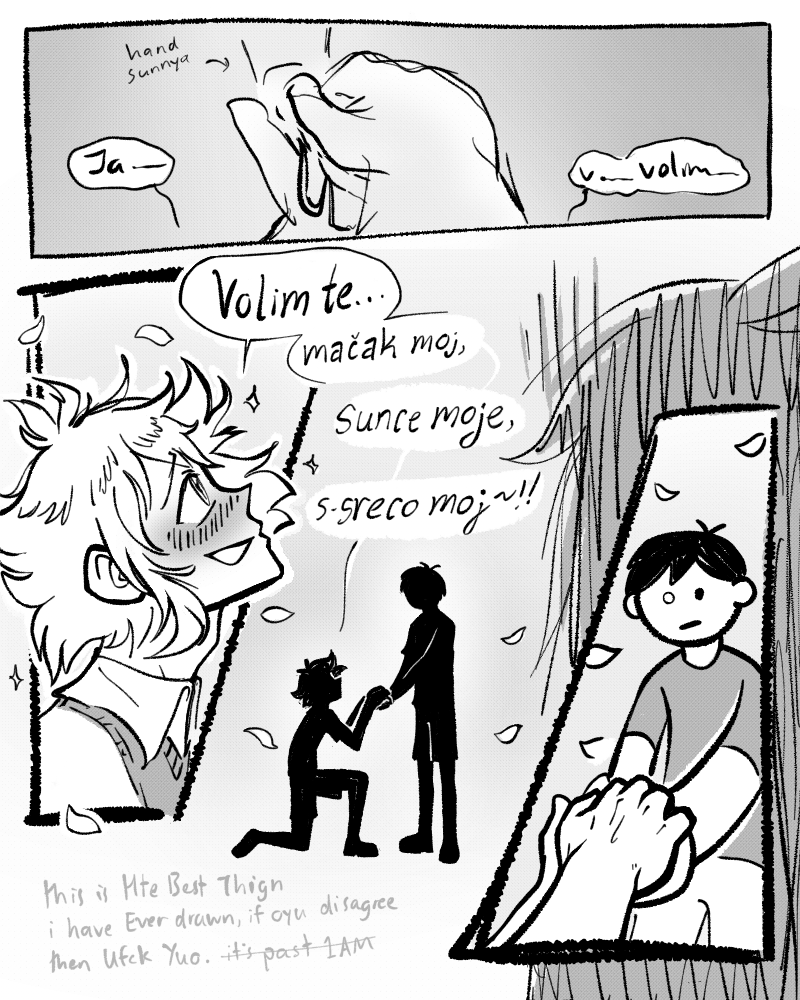 hand
sunnya
Ja—
v.— volim—
Volim te...
mačak moj,
Sunce moje,
s-sreco moj~!!
this is Hte Best Thign
i have Ever drawn, if oyu disagree
then Ufck Yuo. it's past 1AM